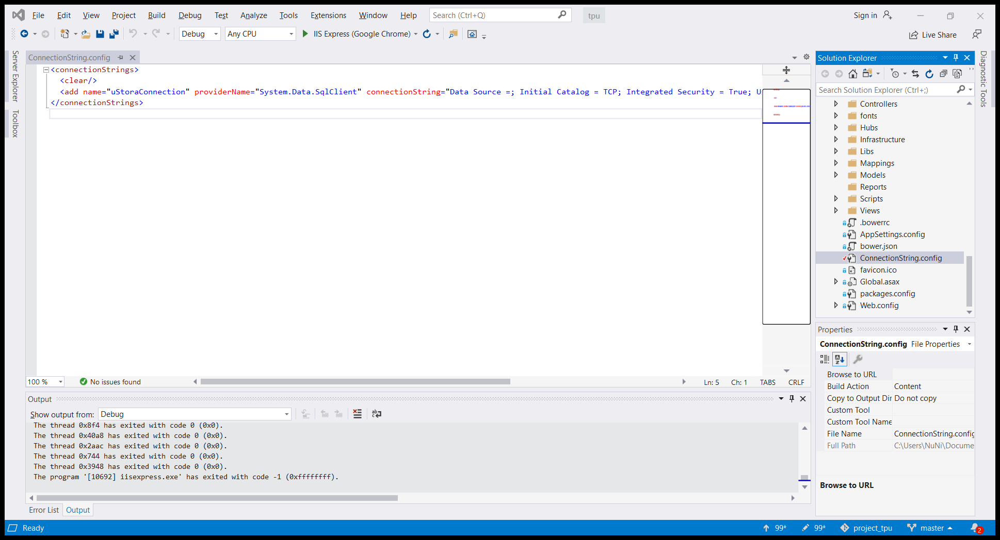 File Edit View Project Build Debug Test Analyze Tools Extensions Window Help Search (Ctrl+Q) tpu Sign in
Debug Any CPU IIS Express (Google Chrome) Live Share
Server Explorer
Toolbox
ConnectionString.config
<connectionStrings>
<clear/>
<add name="uStoraConnection" providerName="System.Data.SqlClient" connectionString="Data Source =; Initial Catalog = TCP; Integrated Security = True; U
</connectionStrings>
100 % No issues found Ln: 5 Ch: 1 TABS CRLF
Output
Show output from: Debug
The thread 0x8f4 has exited with code 0 (0x0).
The thread 0x40a8 has exited with code 0 (0x0).
The thread 0x2aac has exited with code 0 (0x0).
The thread 0x744 has exited with code 0 (0x0).
The thread 0x3948 has exited with code 0 (0x0).
The program '[10692] iisexpress.exe' has exited with code -1 (0xffffffff).
Error List Output
Solution Explorer
Search Solution Explorer (Ctrl+;)
Controllers
fonts
Hubs
Infrastructure
Libs
Mappings
Models
Reports
Scripts
Views
.bowerrc
AppSettings.config
bower.json
ConnectionString.config
favicon.ico
Global.asax
packages.config
Web.config
Properties
ConnectionString.config File Properties
Browse to URL
Build Action Content
Copy to Output Dir Do not copy
Custom Tool
Custom Tool Name
File Name ConnectionString.config
Full Path C:\Users\NuNi\Docume
Browse to URL
Diagnostic Tools
Ready 99* 99* project_tpu master 2